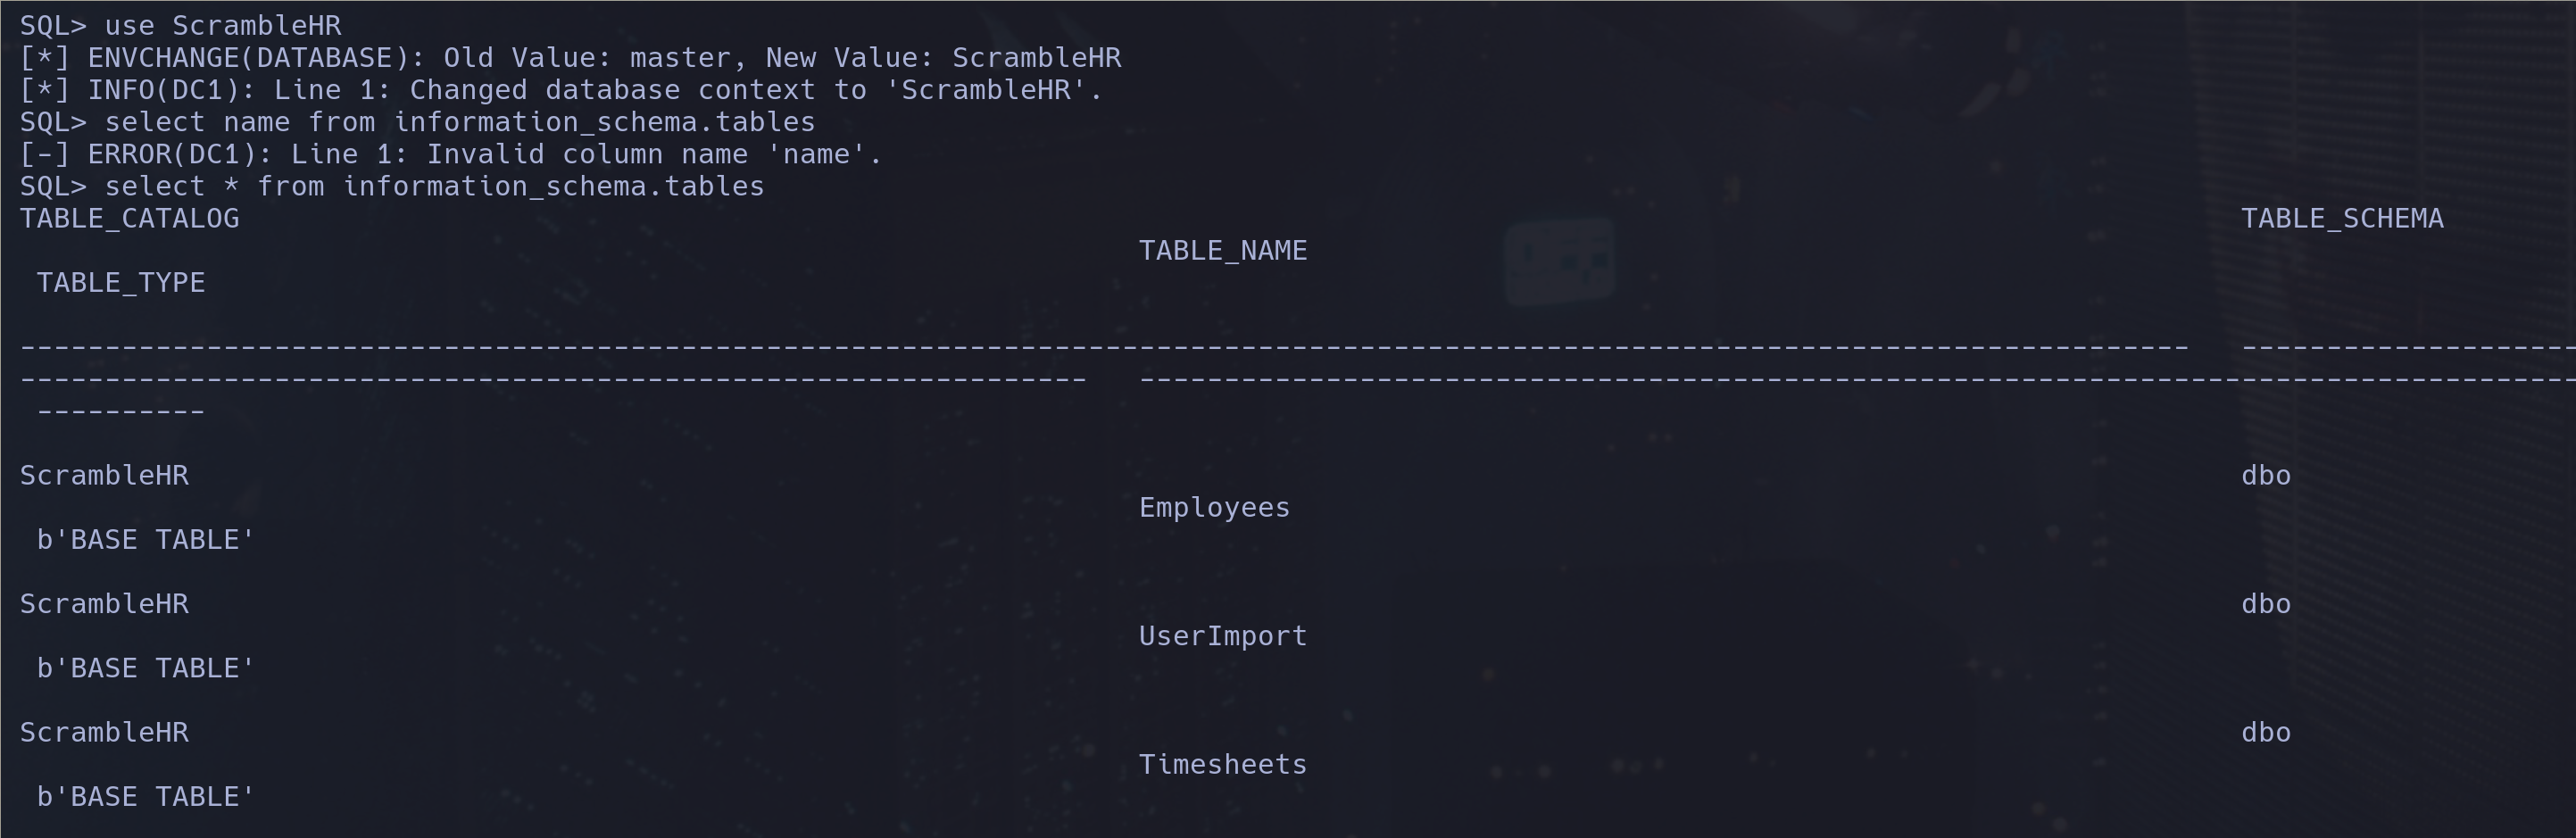 SQL> use ScrambleHR
[*] ENVCHANGE(DATABASE): Old Value: master, New Value: ScrambleHR
[*] INFO(DC1): Line 1: Changed database context to 'ScrambleHR'.
SQL> select name from information_schema.tables
[-] ERROR(DC1): Line 1: Invalid column name 'name'.
SQL> select * from information_schema.tables
TABLE_CATALOG TABLE_SCHEMA
TABLE_NAME
TABLE_TYPE
--------------------------------------------------------------------------------------------------------------------------------   --------------------
---------------------------------------------------------------   -------------------------------------------------------------------------------------
----------
ScrambleHR dbo
Employees
b'BASE TABLE'
ScrambleHR dbo
UserImport
b'BASE TABLE'
ScrambleHR dbo
Timesheets
b'BASE TABLE'